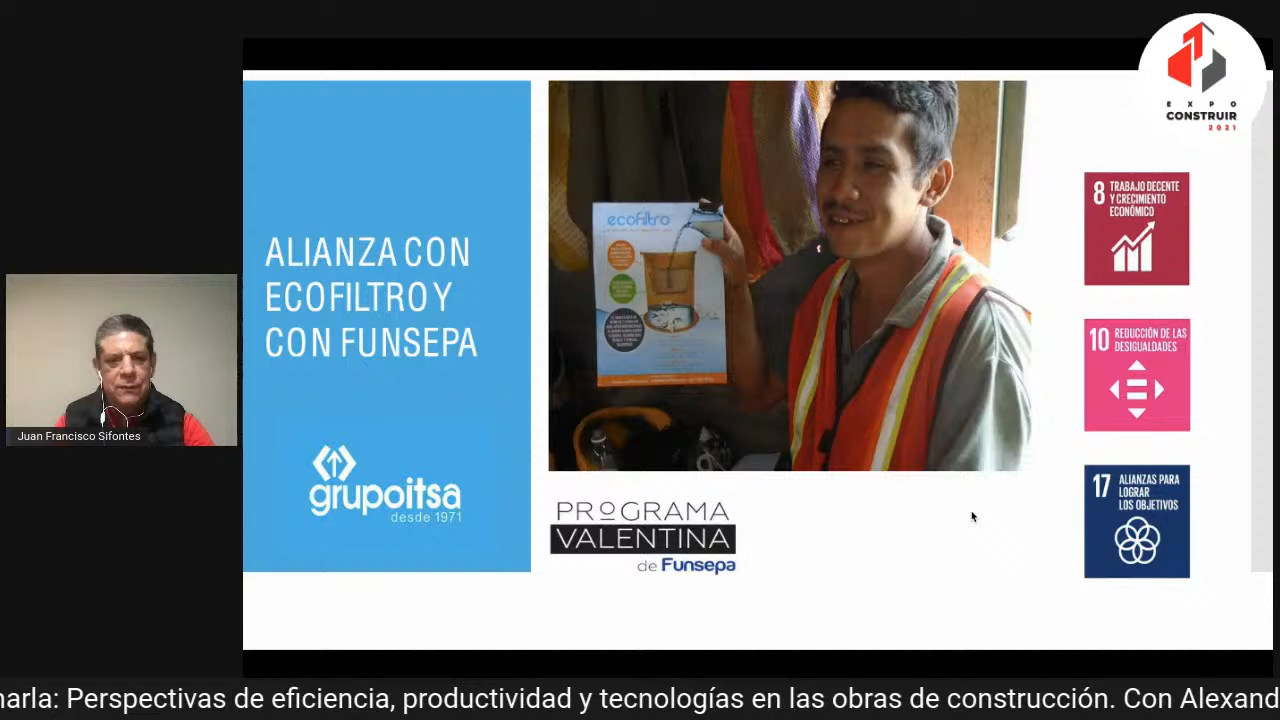 EXPO
CONSTRUIR
2021
ALIANZA CON
ECOFILTRO Y
CON FUNSEPA
grupoitsa
desde 1971
ecofiltro
PROGRAMA
VALENTINA
de Funsepa
8 TRABAJO DECENTE
Y CRECIMIENTO
ECONÓMICO
10 REDUCCIÓN DE LAS
DESIGUALDADES
17 ALIANZAS PARA
LOGRAR
LOS OBJETIVOS
Juan Francisco Sifontes
harla: Perspectivas de eficiencia, productividad y tecnologías en las obras de construcción. Con Alexand